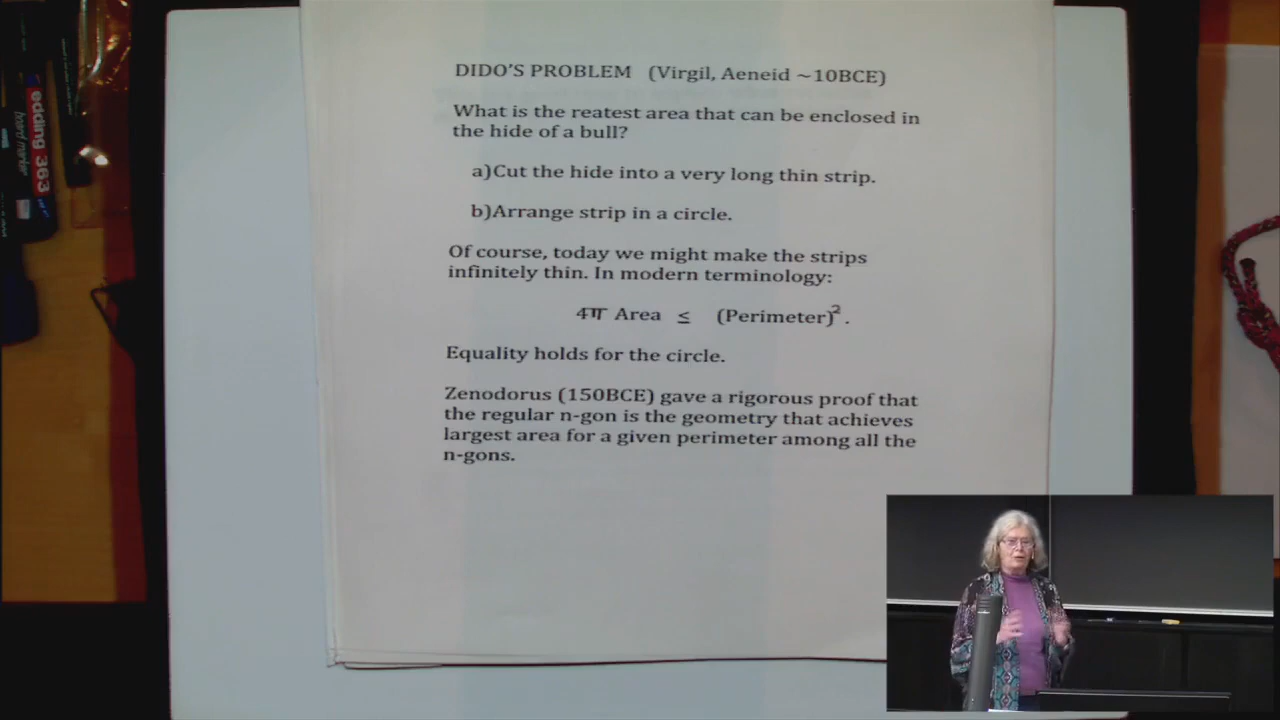 DIDO'S PROBLEM (Virgil, Aeneid ~10BCE)
What is the reatest area that can be enclosed in
the hide of a bull?
a)Cut the hide into a very long thin strip.
b)Arrange strip in a circle.
Of course, today we might make the strips
infinitely thin. In modern terminology:
4π Area ≤ (Perimeter)² .
Equality holds for the circle.
Zenodorus (150BCE) gave a rigorous proof that
the regular n-gon is the geometry that achieves
largest area for a given perimeter among all the
n-gons.
edding 363
board marker